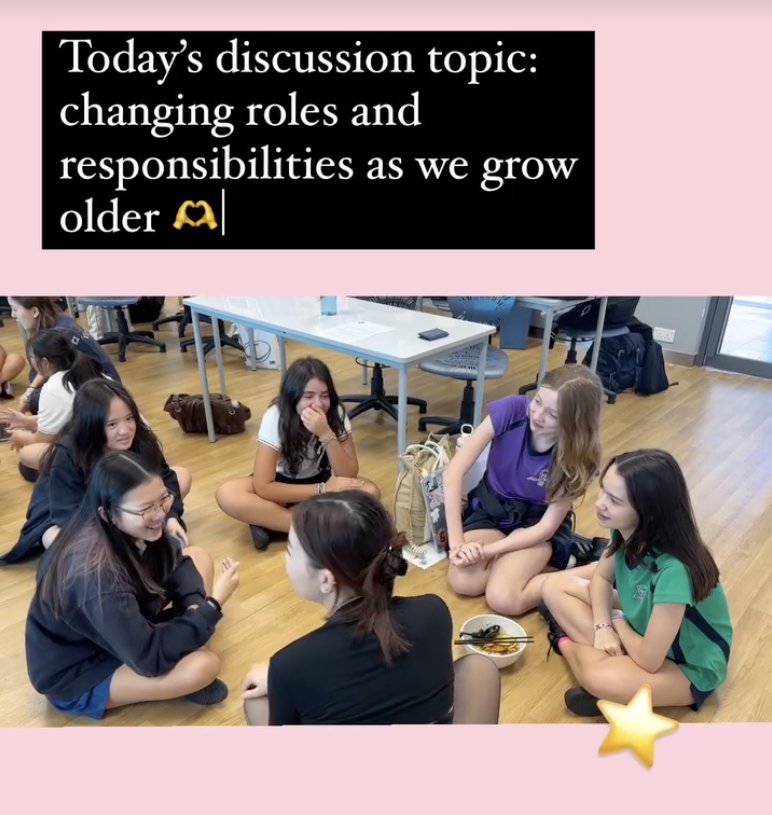 Today’s discussion topic:
changing roles and
responsibilities as we grow
older 🫶